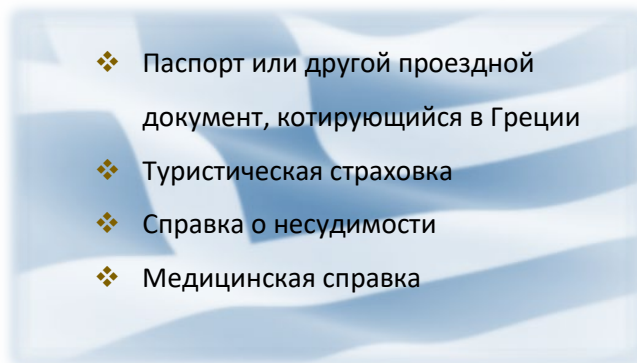 Паспорт или другой проездной
документ, котирующийся в Греции
Туристическая страховка
Справка о несудимости
Медицинская справка